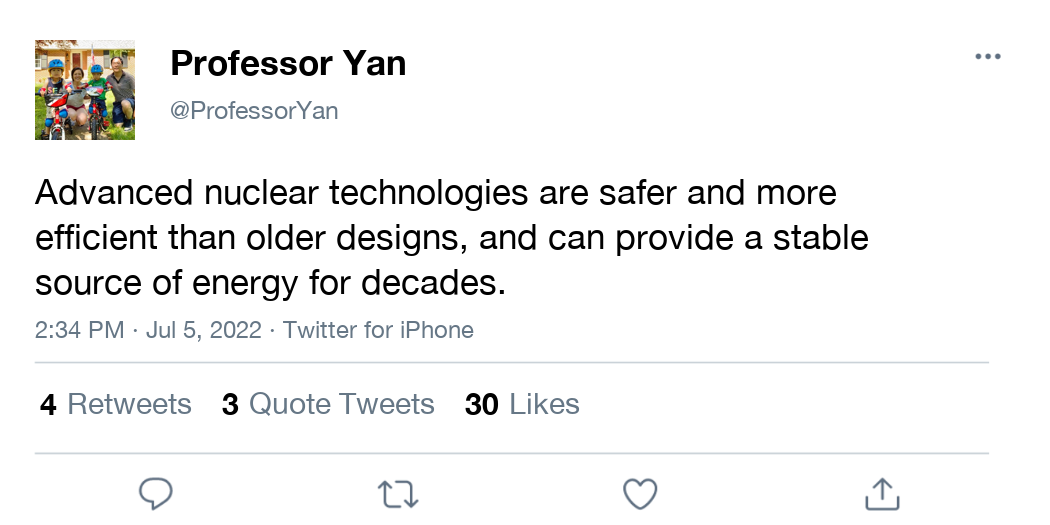 Professor Yan
@ProfessorYan
Advanced nuclear technologies are safer and more
efficient than older designs, and can provide a stable
source of energy for decades.
2:34 PM · Jul 5, 2022 · Twitter for iPhone
4 Retweets 3 Quote Tweets 30 Likes